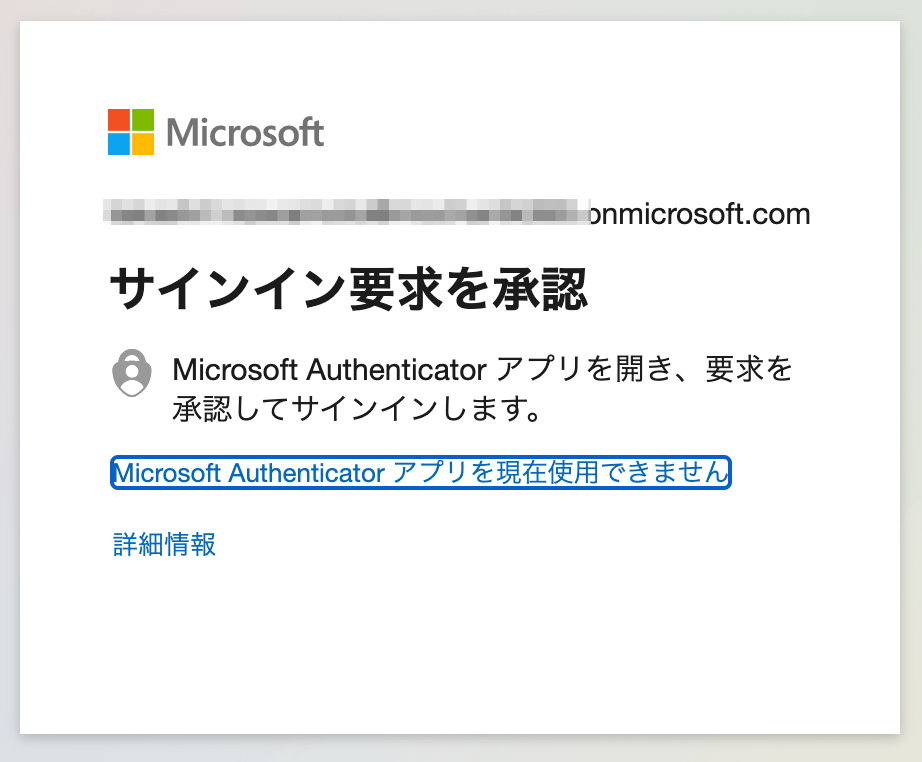 Microsoft
onmicrosoft.com
サインイン要求を承認
Microsoft Authenticator アプリを開き、要求を
承認してサインインします。
Microsoft Authenticator アプリを現在使用できません
詳細情報